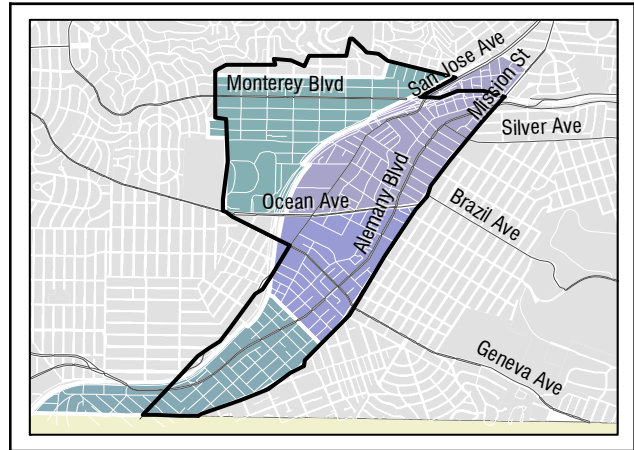 San Jose Ave
Mission St
Monterey Blvd
Silver Ave
Ocean Ave
Alemany Blvd
Brazil Ave
Geneva Ave